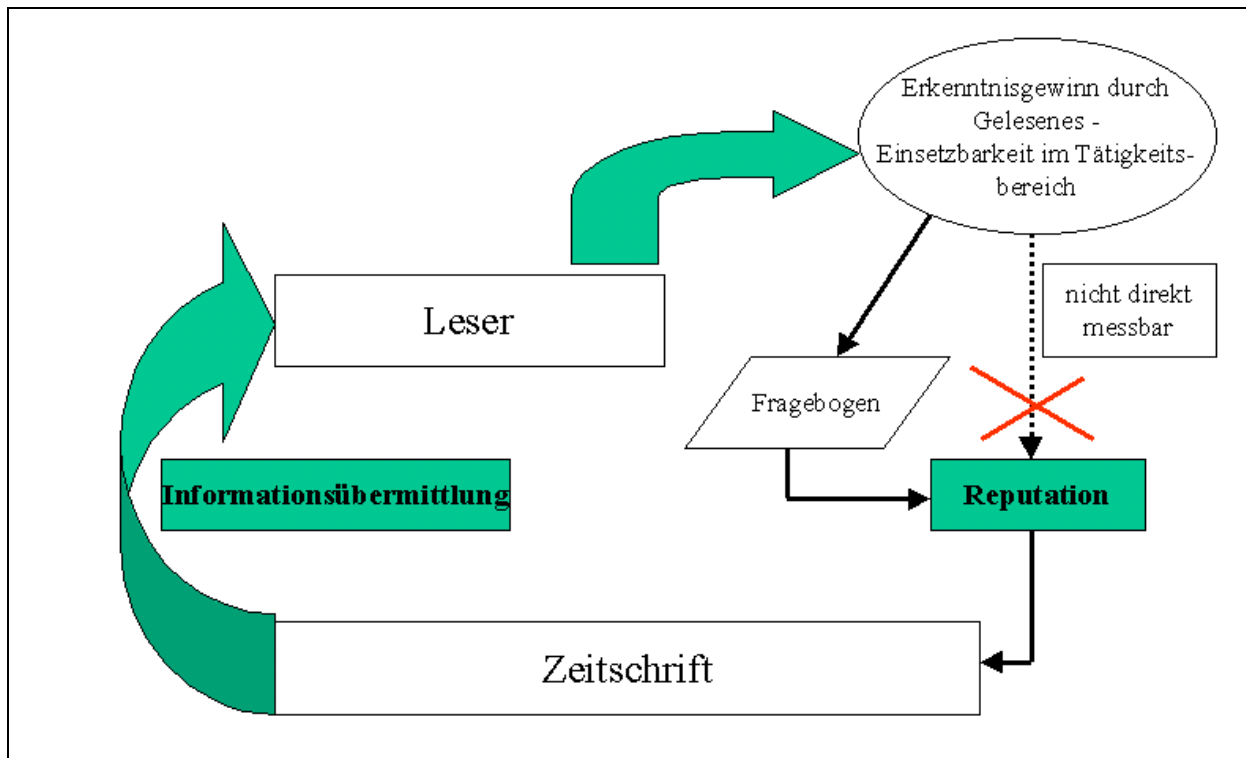 Erkenntnisgewinn durch
Gelesenes -
Einsetzbarkeit im Tätigkeits-
bereich
nicht direkt
messbar
Leser
Fragebogen
Informationsübermittlung
Reputation
Zeitschrift